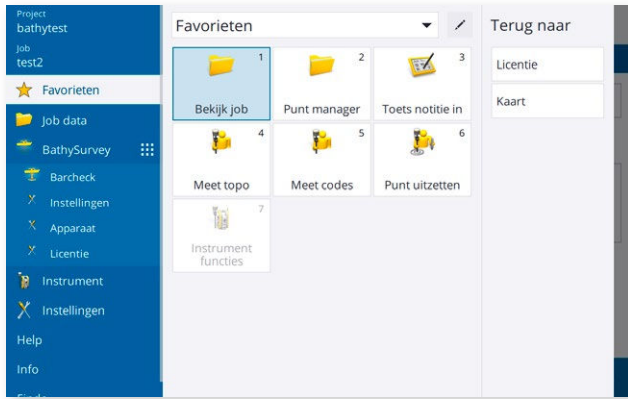 Project
bathytest
Job
test2
Favorieten
Job data
BathySurvey
Barcheck
Instellingen
Apparaat
Licentie
Instrument
Instellingen
Help
Info
Favorieten
1
Bekijk job
2
Punt manager
3
Toets notitie in
4
Meet topo
5
Meet codes
6
Punt uitzetten
7
Instrument
functies
Terug naar
Licentie
Kaart